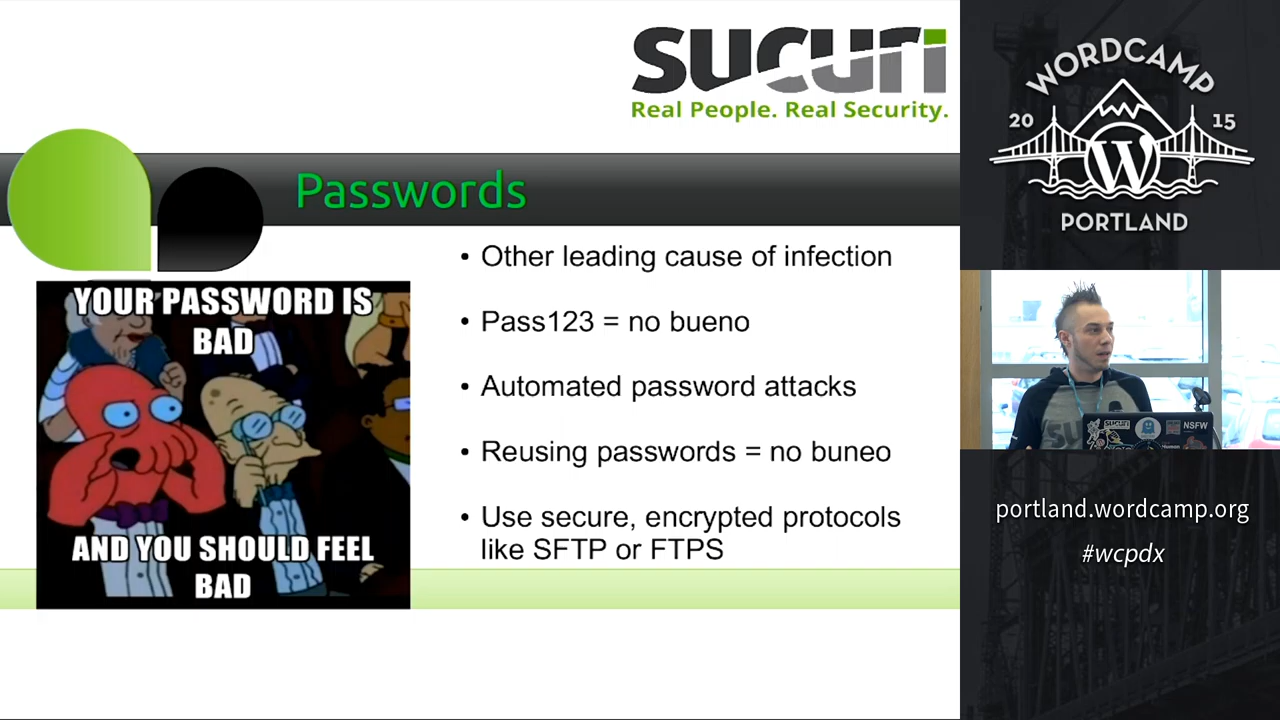 sucuri
Real People. Real Security.
Passwords
• Other leading cause of infection
• Pass123 = no bueno
• Automated password attacks
• Reusing passwords = no buneo
• Use secure, encrypted protocols
like SFTP or FTPS
YOUR PASSWORD IS
BAD
AND YOU SHOULD FEEL
BAD
WORDCAMP
20 15
W
PORTLAND
SUCURI
NSFW
portland.wordcamp.org
#wcpdx